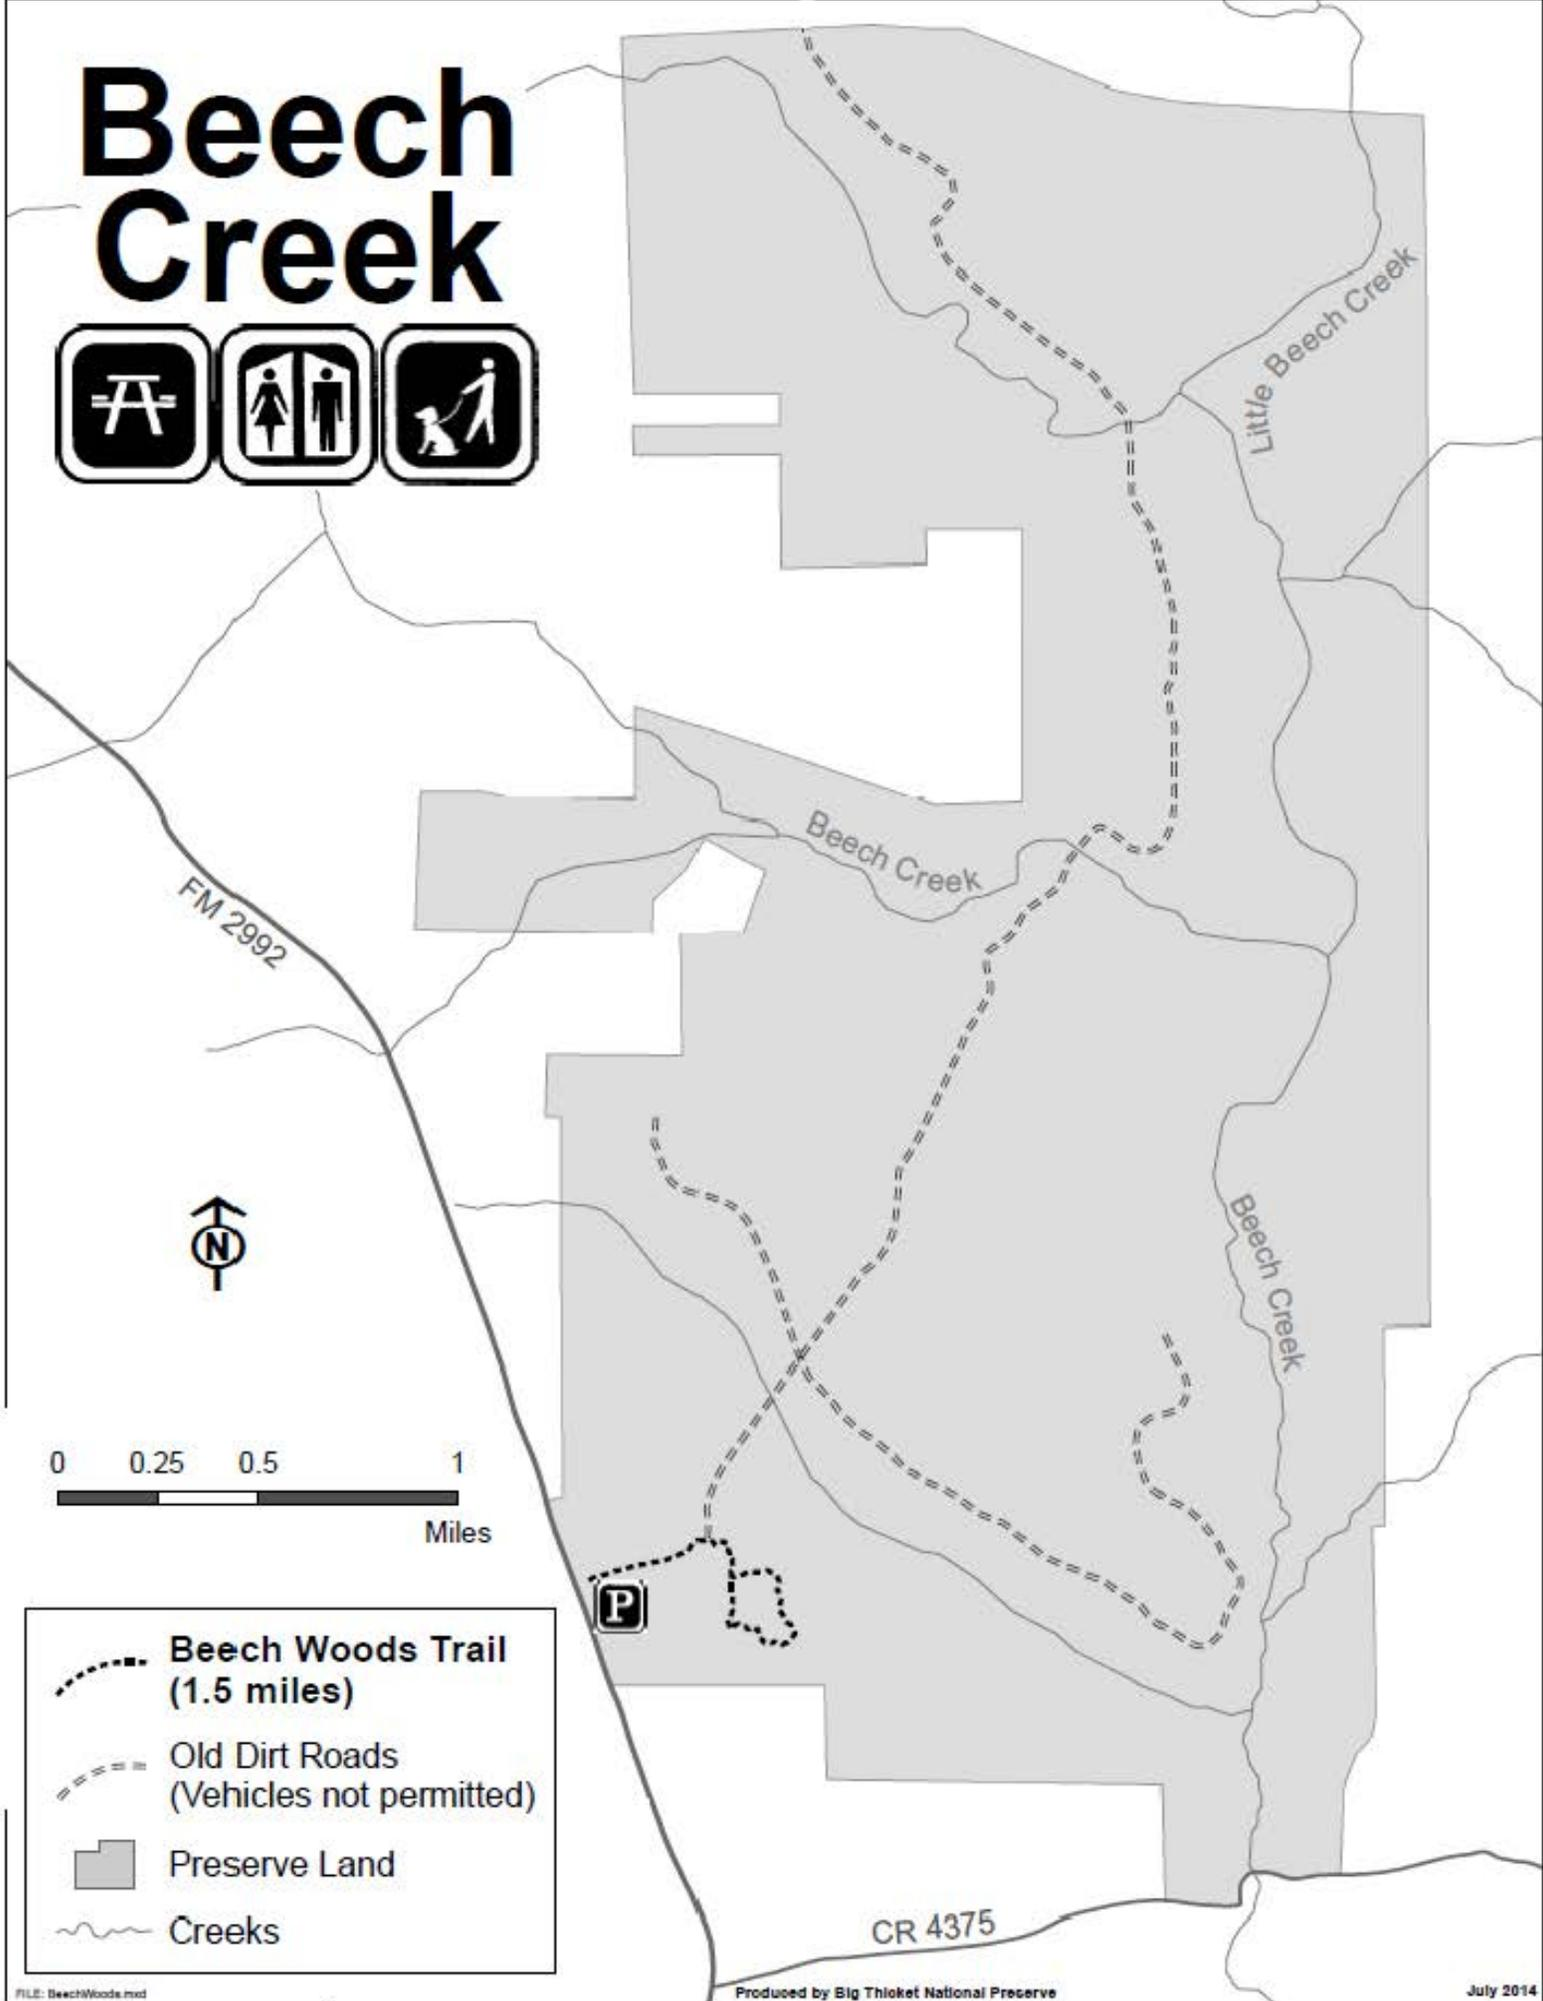 Beech
Creek
Little Beech Creek
Beech Creek
FM 2992
N
Beech Creek
0 0.25 0.5 1
Miles
P
Beech Woods Trail
(1.5 miles)
Old Dirt Roads
(Vehicles not permitted)
Preserve Land
Creeks
CR 4375
FILE: BeechWoods.mxd
Produced by Big Thicket National Preserve
July 2014